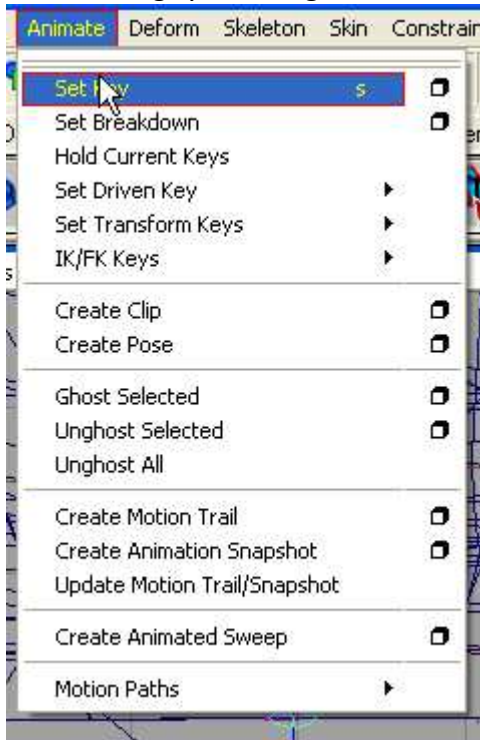 Animate Deform Skeleton Skin Constrain
Set Key s
Set Breakdown
Hold Current Keys
Set Driven Key
Set Transform Keys
IK/FK Keys
Create Clip
Create Pose
Ghost Selected
Unghost Selected
Unghost All
Create Motion Trail
Create Animation Snapshot
Update Motion Trail/Snapshot
Create Animated Sweep
Motion Paths